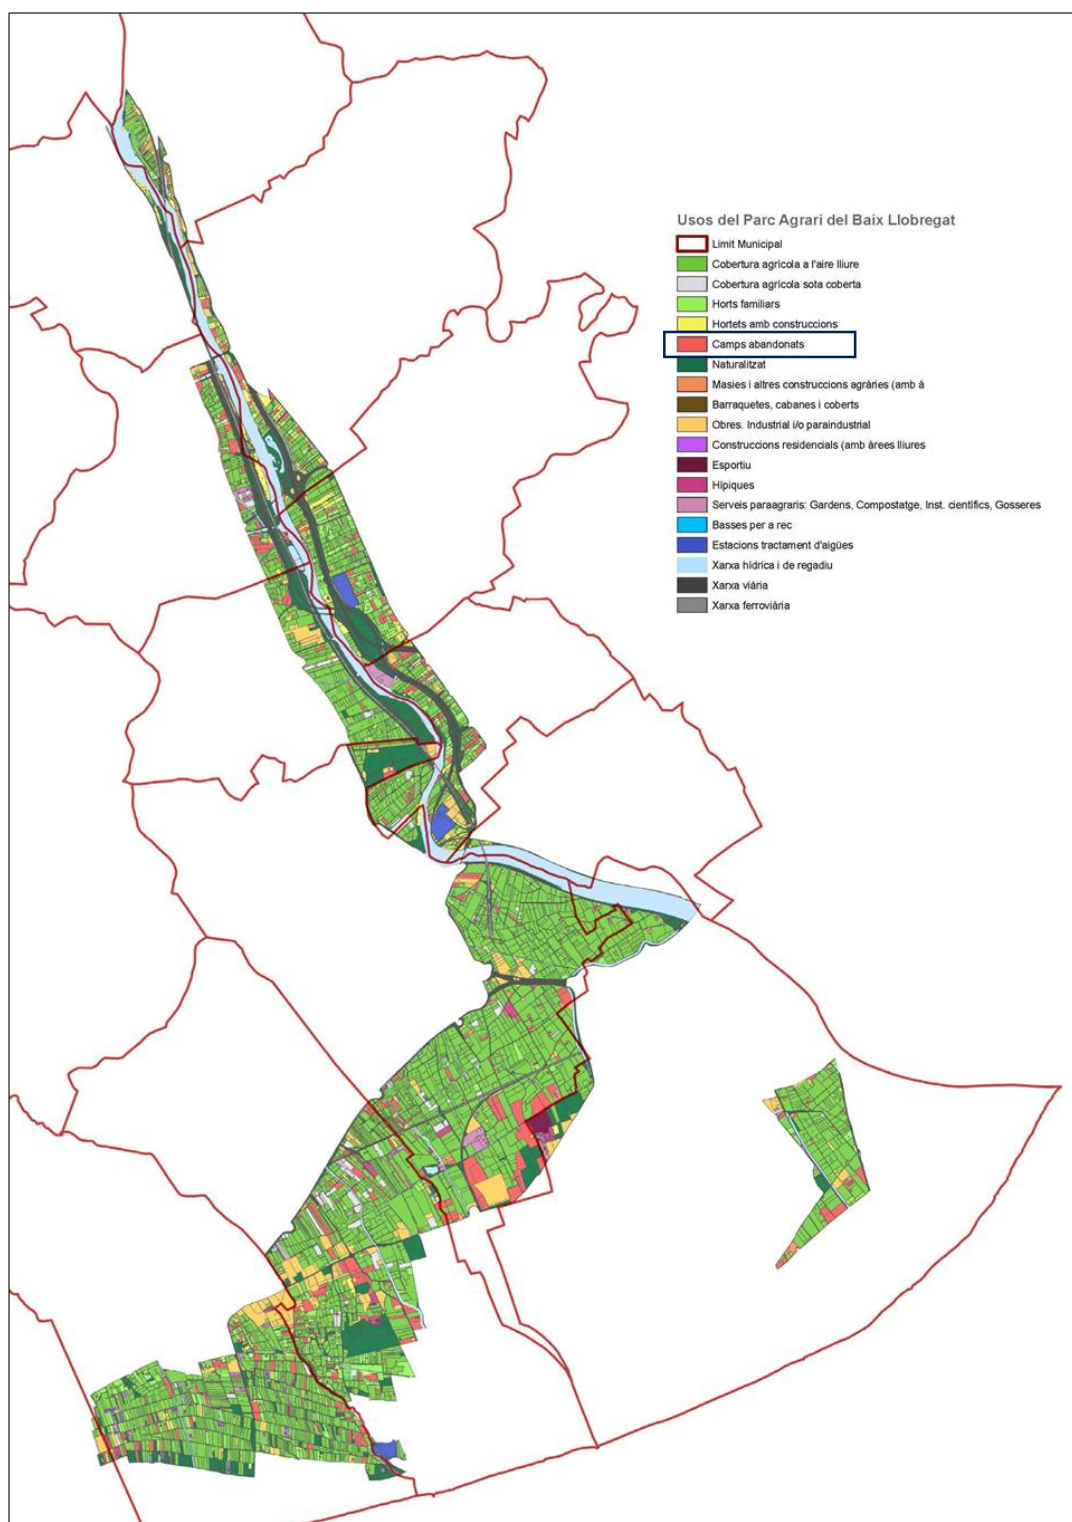 Usos del Parc Agrari del Baix Llobregat
Límit Municipal
Cobertura agrícola a l'aire lliure
Cobertura agrícola sota coberta
Horts familiars
Hortets amb construccions
Camps abandonats
Naturalitzat
Masies i altres construccions agràries (amb à
Barraquetes, cabanes i coberts
Obres. Industrial i/o paraindustrial
Construccions residencials (amb àrees lliures
Esportiu
Hípiques
Serveis paraagraris: Gardens, Compostatge, Inst. científics, Gosseres
Basses per a rec
Estacions tractament d'aigües
Xarxa hídrica i de regadiu
Xarxa viària
Xarxa ferroviària